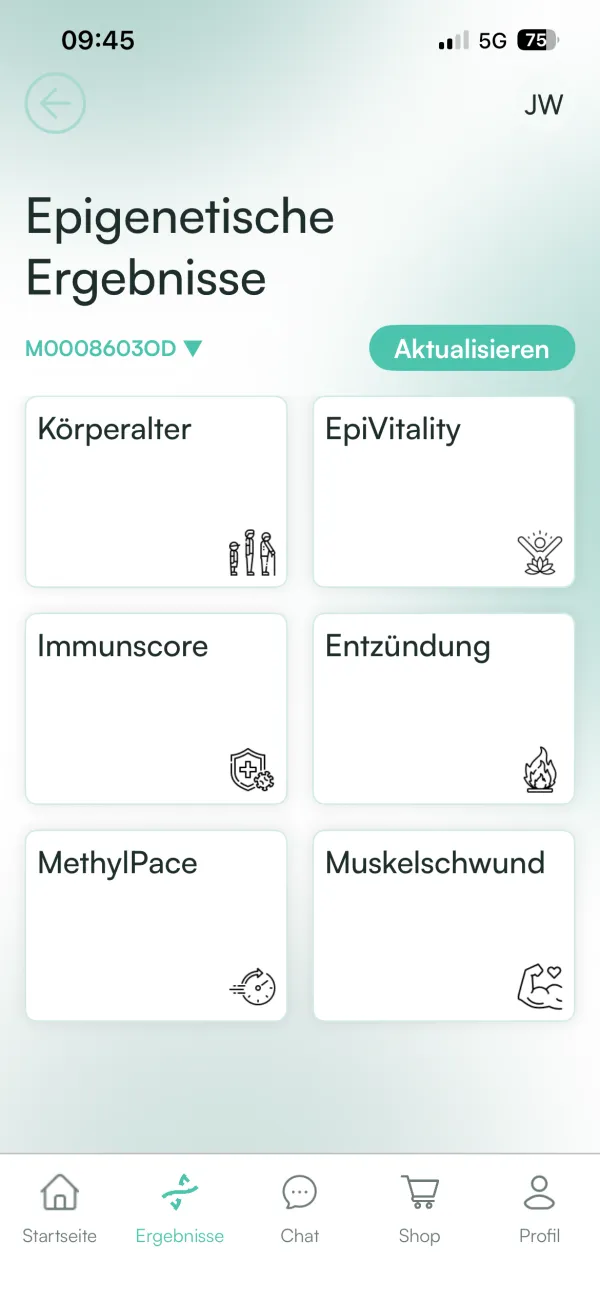 09:45
5G
75
JW
Epigenetische
Ergebnisse
M0008603OD ▼
Aktualisieren
Körperalter
EpiVitality
Immunscore
Entzündung
MethylPace
Muskelschwund
Startseite
Ergebnisse
Chat
Shop
Profil